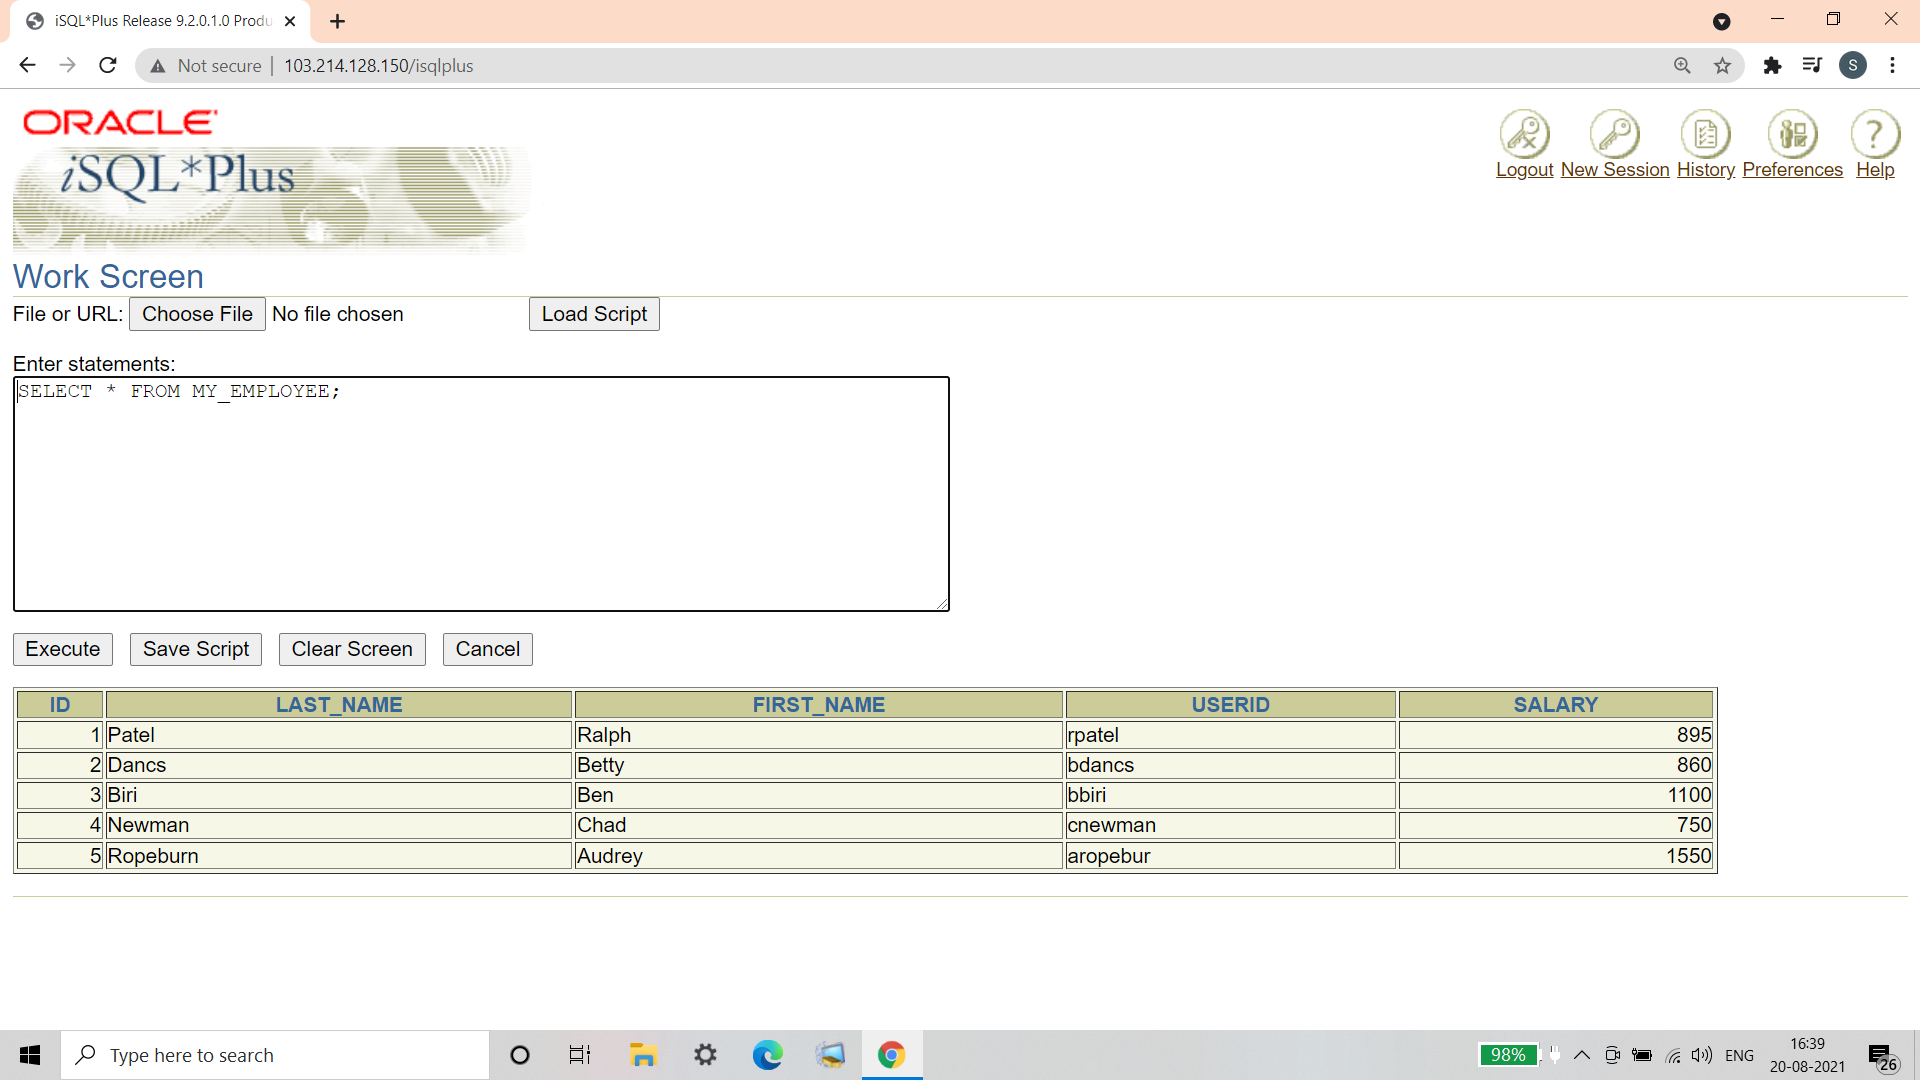 iSQL*Plus Release 9.2.0.1.0 Produ
Not secure | 103.214.128.150/isqlplus
S
ORACLE
iSQL*Plus
Logout New Session History Preferences Help
Work Screen
File or URL: Choose File No file chosen Load Script
Enter statements:
SELECT * FROM MY_EMPLOYEE;
Execute Save Script Clear Screen Cancel
ID LAST_NAME FIRST_NAME USERID SALARY
1 Patel Ralph rpatel 895
2 Dancs Betty bdancs 860
3 Biri Ben bbiri 1100
4 Newman Chad cnewman 750
5 Ropeburn Audrey aropebur 1550
Type here to search
98%
ENG
16:39
20-08-2021
26